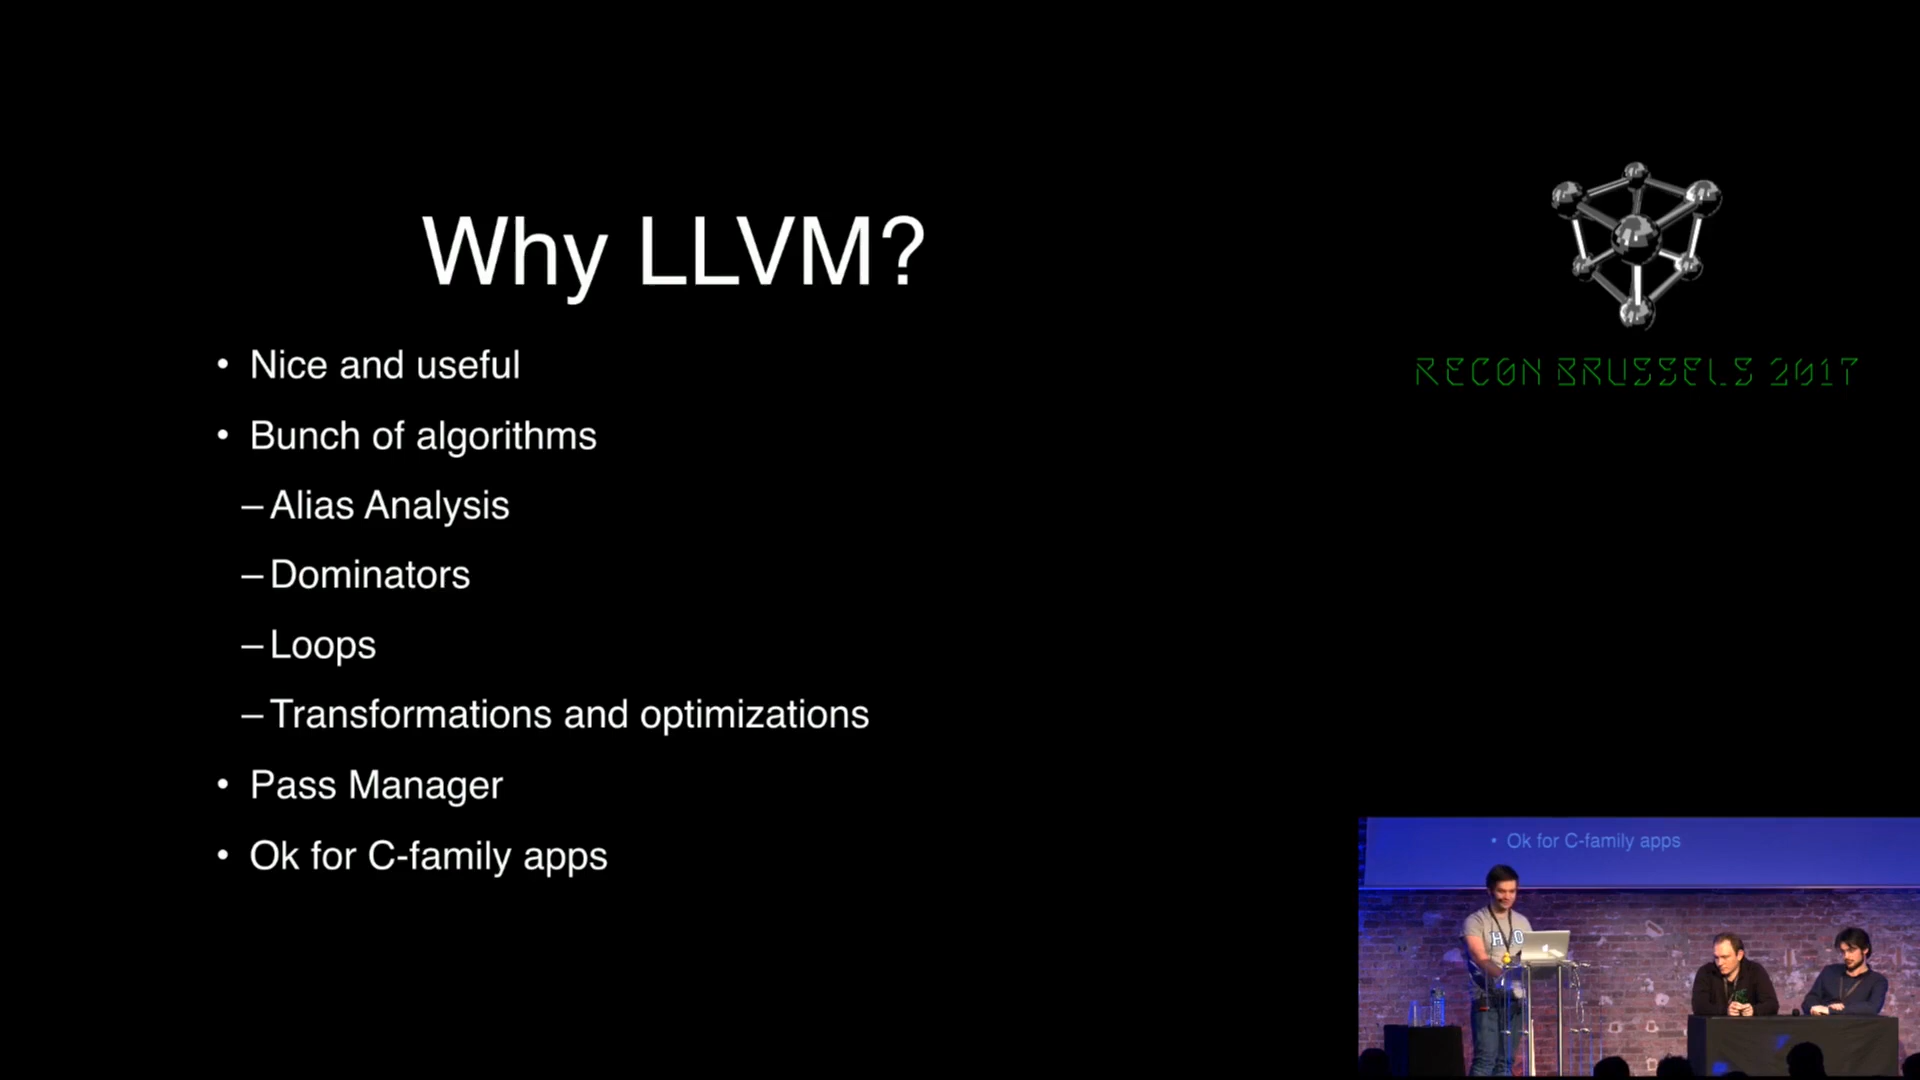 Why LLVM?
• Nice and useful
• Bunch of algorithms
– Alias Analysis
– Dominators
– Loops
– Transformations and optimizations
• Pass Manager
• Ok for C-family apps
RECON BRUSSELS 2017
• Ok for C-family apps